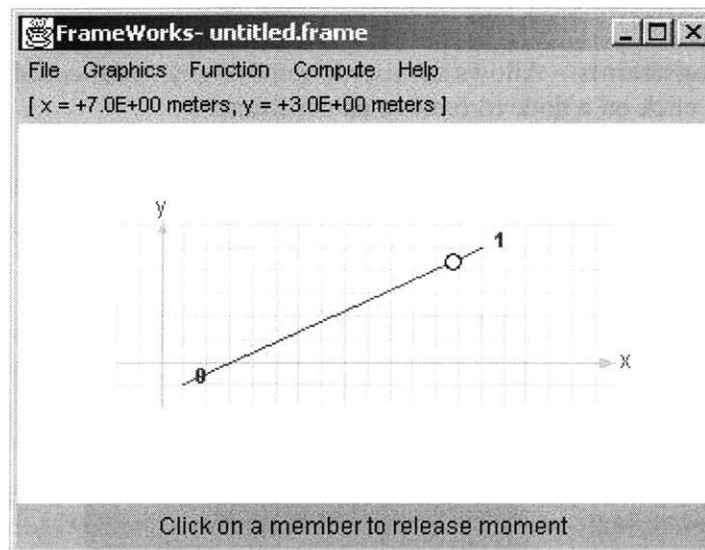 FrameWorks- untitled.frame
File Graphics Function Compute Help
[ x = +7.0E+00 meters, y = +3.0E+00 meters ]
y
1
0
x
Click on a member to release moment